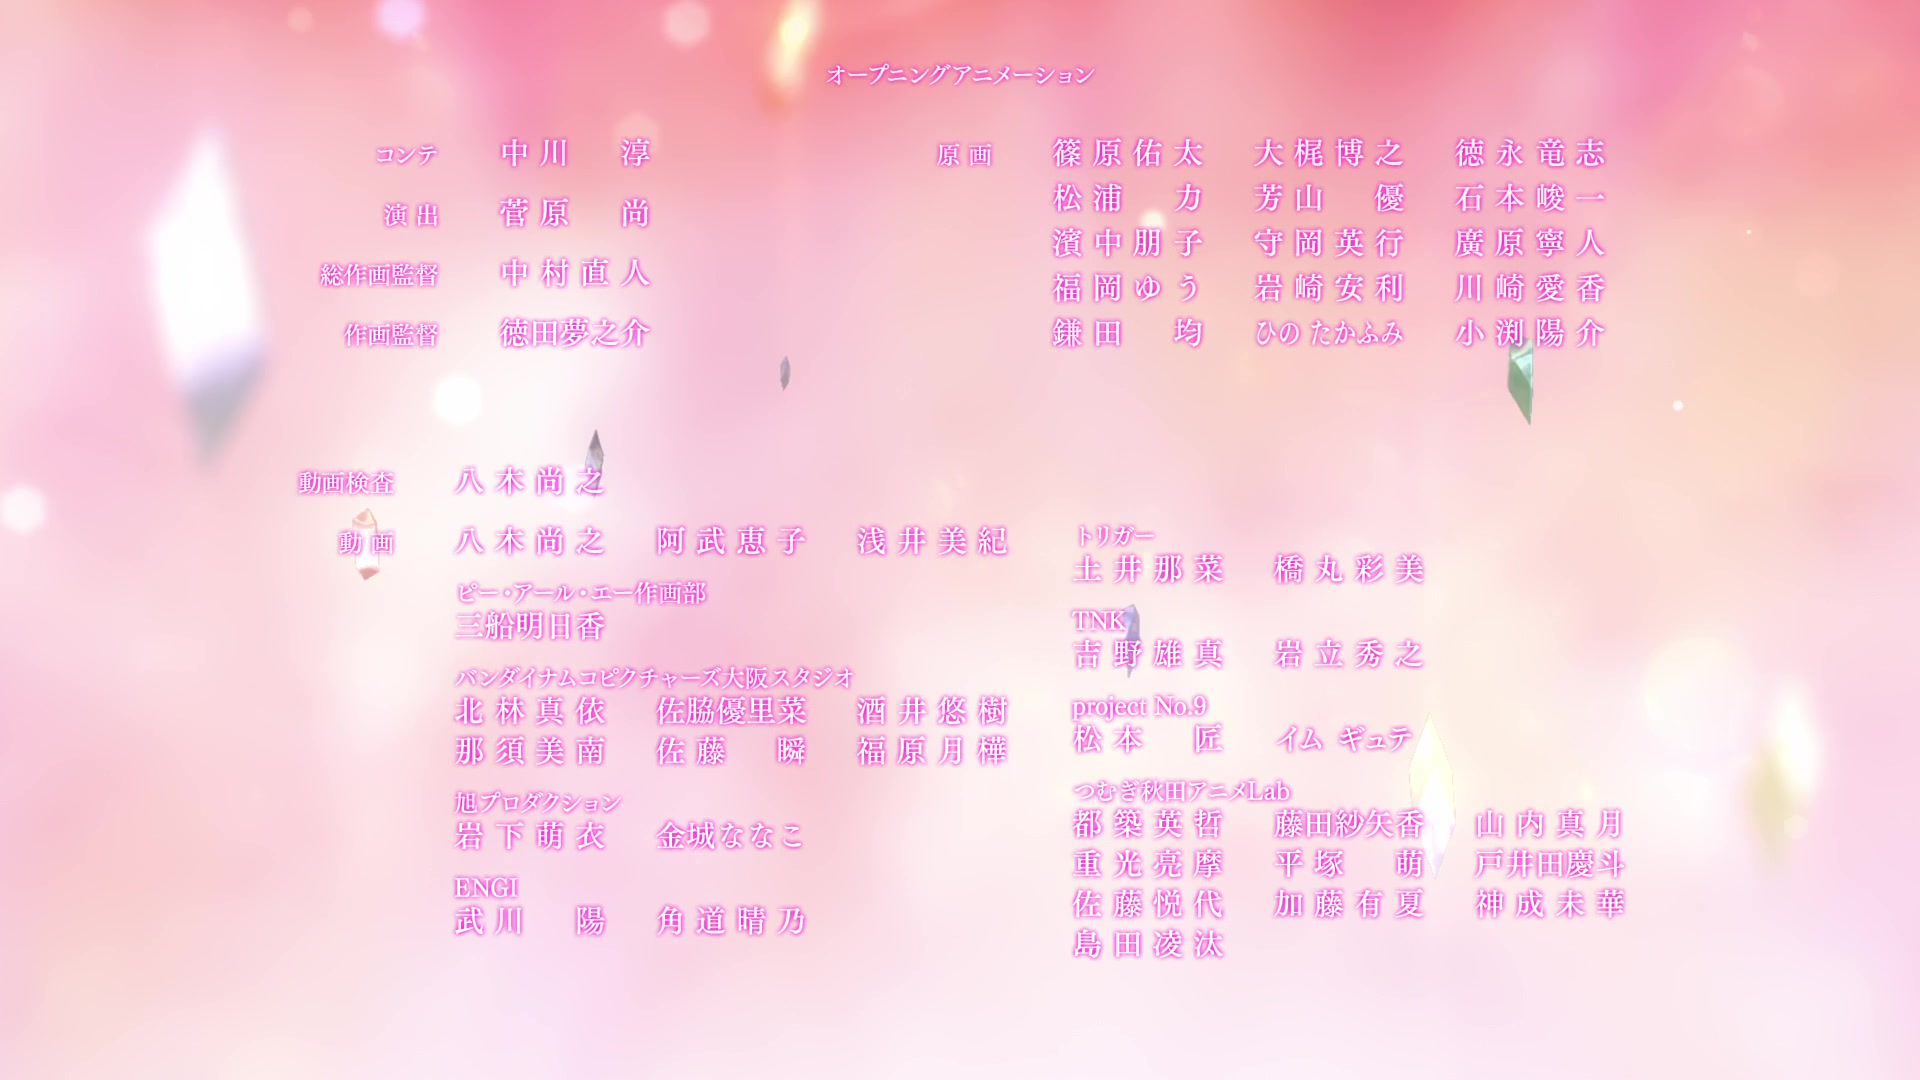 オープニングアニメーション
コンテ 中川 淳
演出 菅原 尚
総作画監督 中村直人
作画監督 徳田夢之介
原画 篠原佑太 大梶博之 徳永竜志
松浦 力 芳山 優 石本峻一
濱中朋子 守岡英行 廣原寧人
福岡ゆう 岩崎安利 川崎愛香
鎌田 均 ひの たかふみ 小渕陽介
動画検査 八木尚之
動画 八木尚之 阿武恵子 浅井美紀
ピー・アール・エー作画部
三船明日香
バンダイナムコピクチャーズ大阪スタジオ
北林真依 佐脇優里菜 酒井悠樹
那須美南 佐藤 瞬 福原月樺
旭プロダクション
岩下萌衣 金城ななこ
ENGI
武川 陽 角道晴乃
トリガー
土井那菜 橋丸彩美
TNK
吉野雄真 岩立秀之
project No.9
松本 匠 イム ギュテ
つむぎ秋田アニメLab
都築英哲 藤田紗矢香 山内真月
重光亮摩 平塚 萌 戸井田慶斗
佐藤悦代 加藤有夏 神成未華
島田凌汰